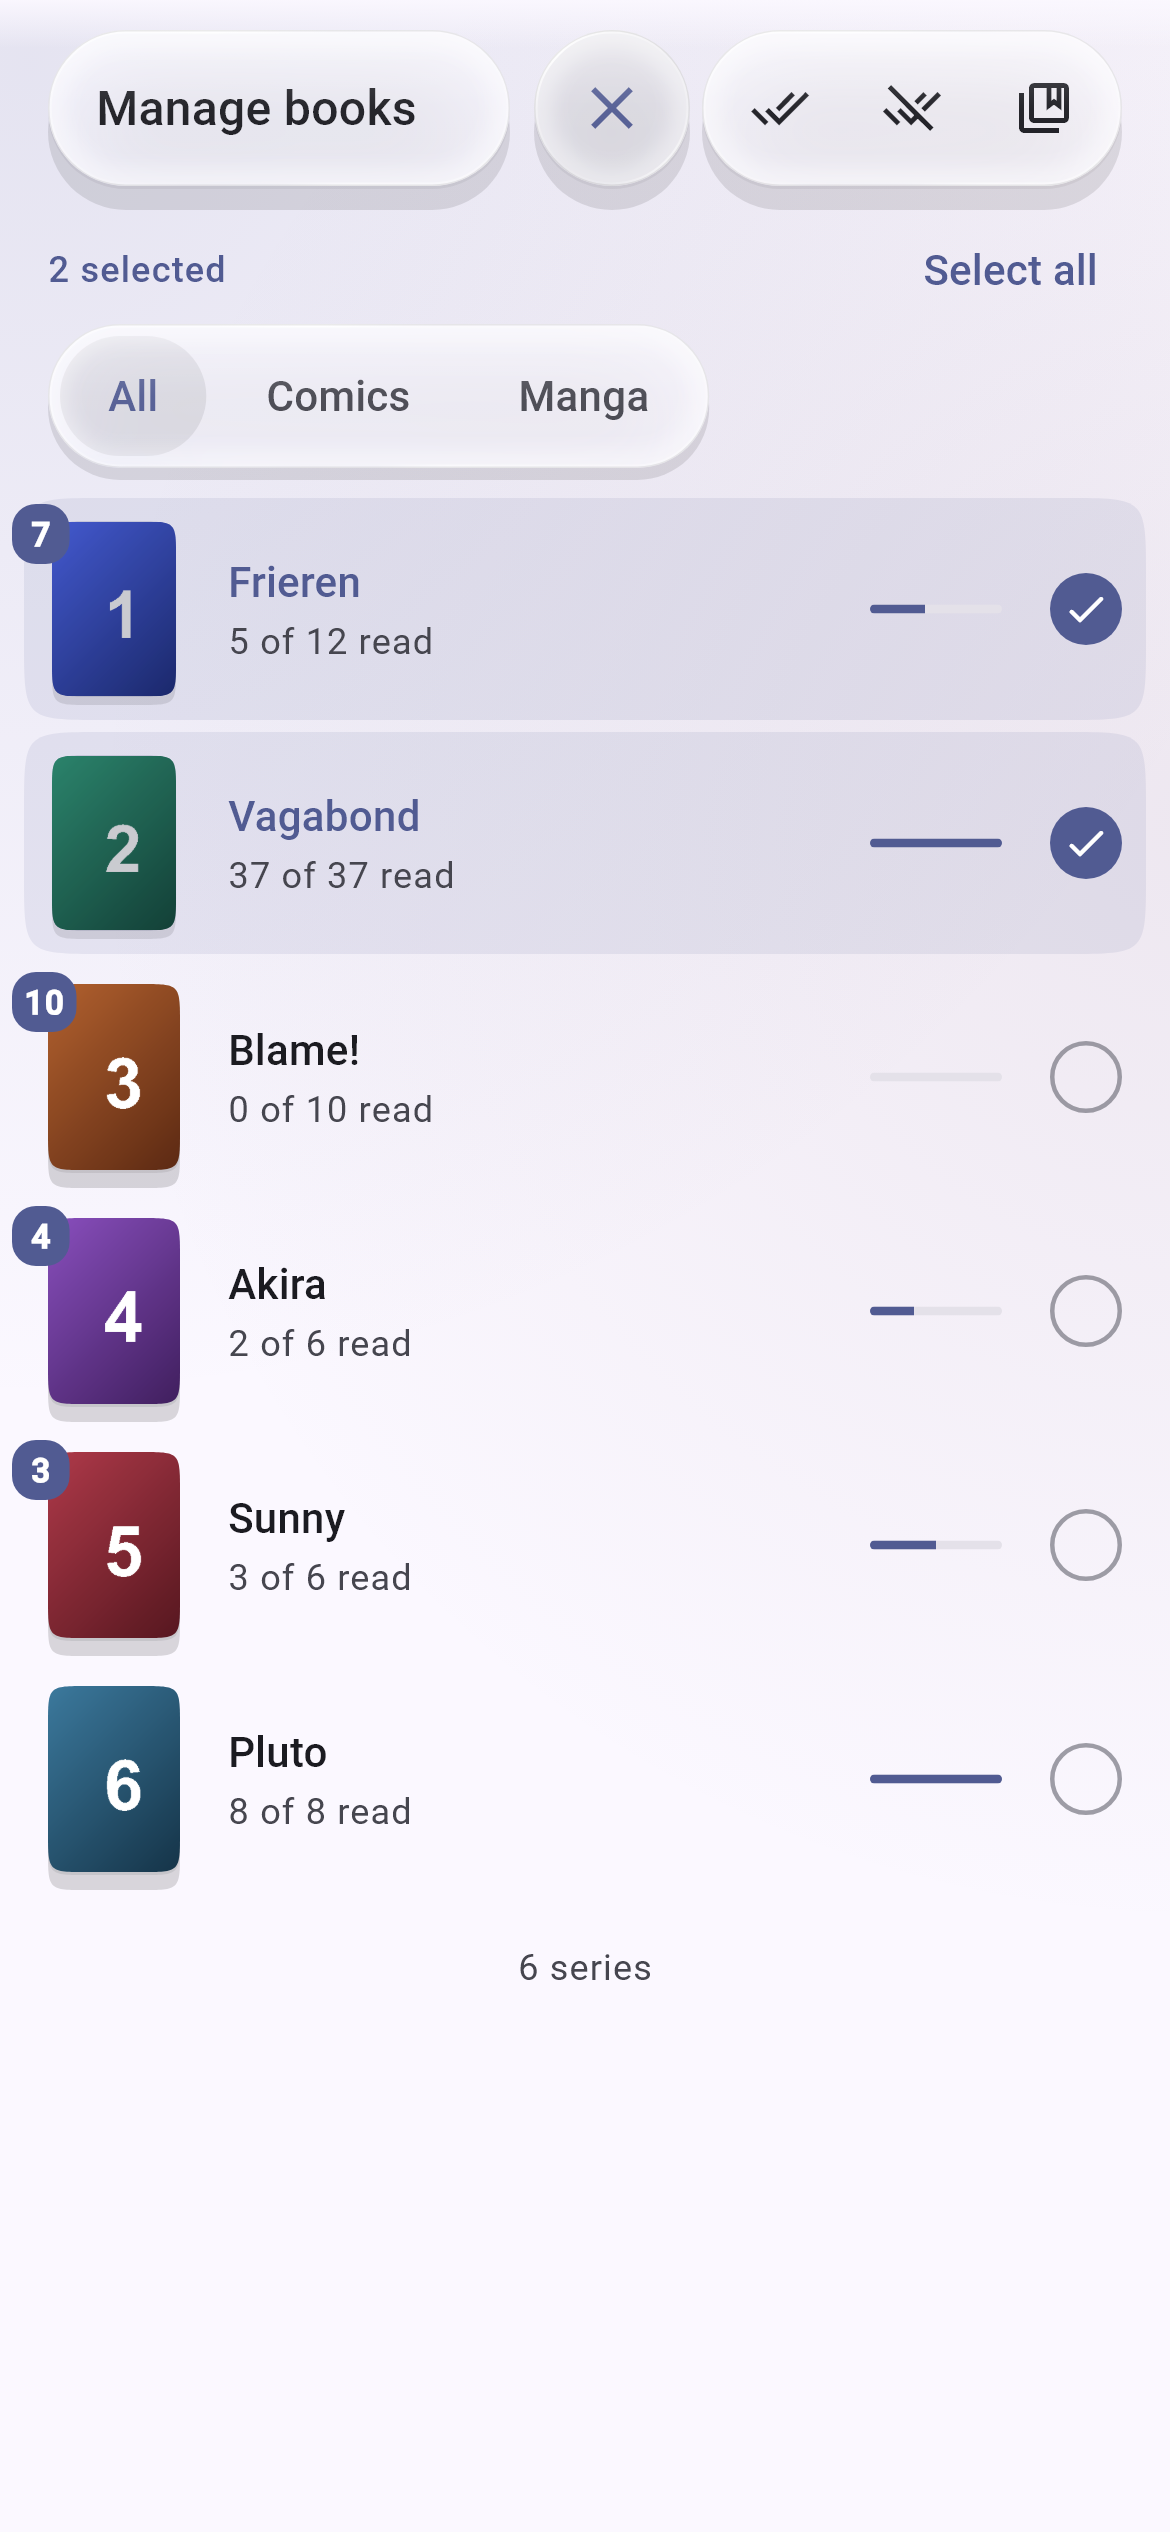 Manage books
2 selected
Select all
All
Comics
Manga
7
1
Frieren
5 of 12 read
2
Vagabond
37 of 37 read
10
3
Blame!
0 of 10 read
4
4
Akira
2 of 6 read
3
5
Sunny
3 of 6 read
6
Pluto
8 of 8 read
6 series